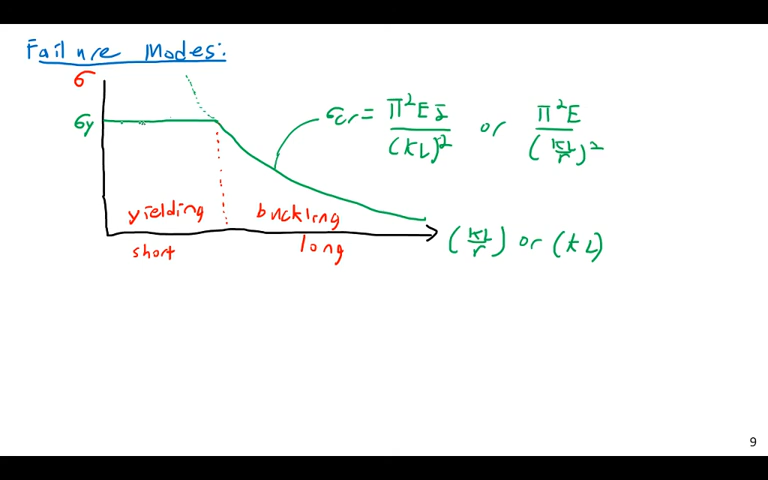 Failure Modes:
σ
σy
σcr = π²EI / (KL)² or π²E / (KL/r)²
yielding buckling
short long
(KL/r) or (KL)
9